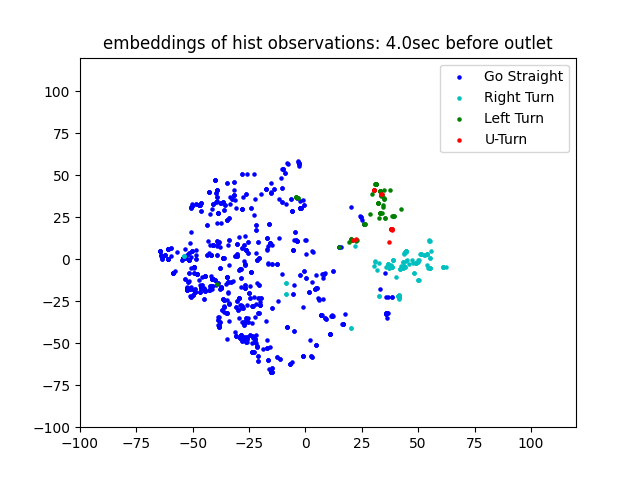 embeddings of hist observations: 4.0sec before outlet
Go Straight
Right Turn
Left Turn
U-Turn
100
75
50
25
0
−25
−50
−75
−100
−100 −75 −50 −25 0 25 50 75 100